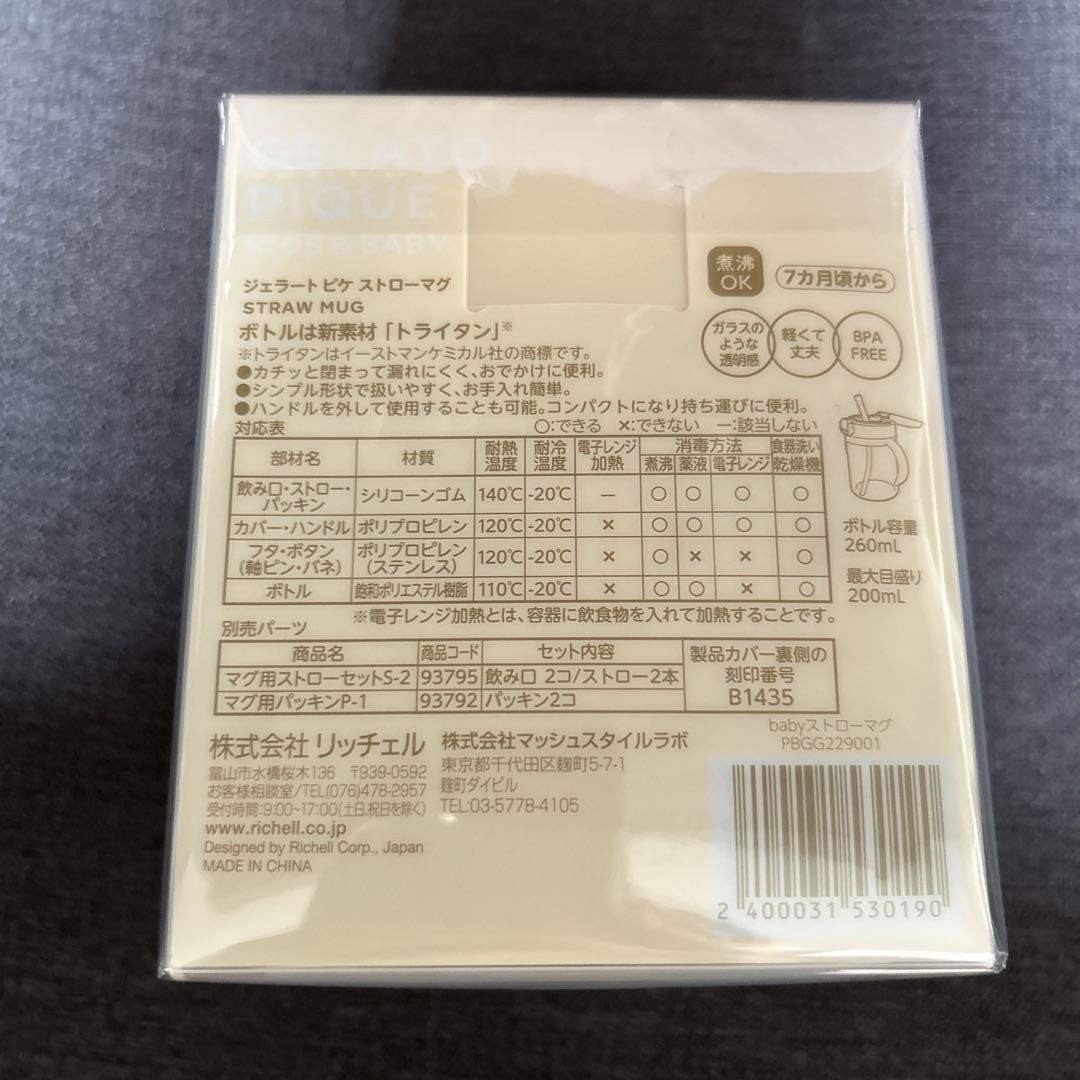 GELATO
PIQUE
KIDS & BABY
ジェラート ピケ ストローマグ
STRAW MUG
煮沸
OK
7カ月頃から
ボトルは新素材「トライタン」※
※トライタンはイーストマンケミカル社の商標です。
ガラスの
ような
透明感
軽くて
丈夫
BPA
FREE
●カチッと閉まって漏れにくく、おでかけに便利。
●シンプル形状で扱いやすく、お手入れ簡単。
●ハンドルを外して使用することも可能。コンパクトになり持ち運びに便利。
対応表 ○:できる ×:できない ー:該当しない
部材名 材質 耐熱温度 耐冷温度 電子レンジ加熱 消毒方法 煮沸 薬液 電子レンジ 食器洗い乾燥機
飲み口・ストロー・パッキン シリコーンゴム 140℃ -20℃ ー ○ ○ ○ ○
カバー・ハンドル ポリプロピレン 120℃ -20℃ × ○ ○ ○ ○
フタ・ボタン(軸ピン・バネ) ポリプロピレン(ステンレス) 120℃ -20℃ × ○ × × ○
ボトル 飽和ポリエステル樹脂 110℃ -20℃ × ○ ○ × ○
※電子レンジ加熱とは、容器に飲食物を入れて加熱することです。
ボトル容量
260mL
最大目盛り
200mL
別売パーツ
商品名 商品コード セット内容
マグ用ストローセットS-2 93795 飲み口 2コ/ストロー2本
マグ用パッキンP-1 93792 パッキン2コ
製品カバー裏側の
刻印番号
B1435
babyストローマグ
PBGG229001
株式会社 リッチェル
富山市水橋桜木136 〒939-0592
お客様相談室/TEL(076)478-2957
受付時間:9:00~17:00(土日,祝日を除く)
www.richell.co.jp
Designed by Richell Corp., Japan
MADE IN CHINA
株式会社マッシュスタイルラボ
東京都千代田区麹町5-7-1
麹町ダイビル
TEL:03-5778-4105
2 400031 530190